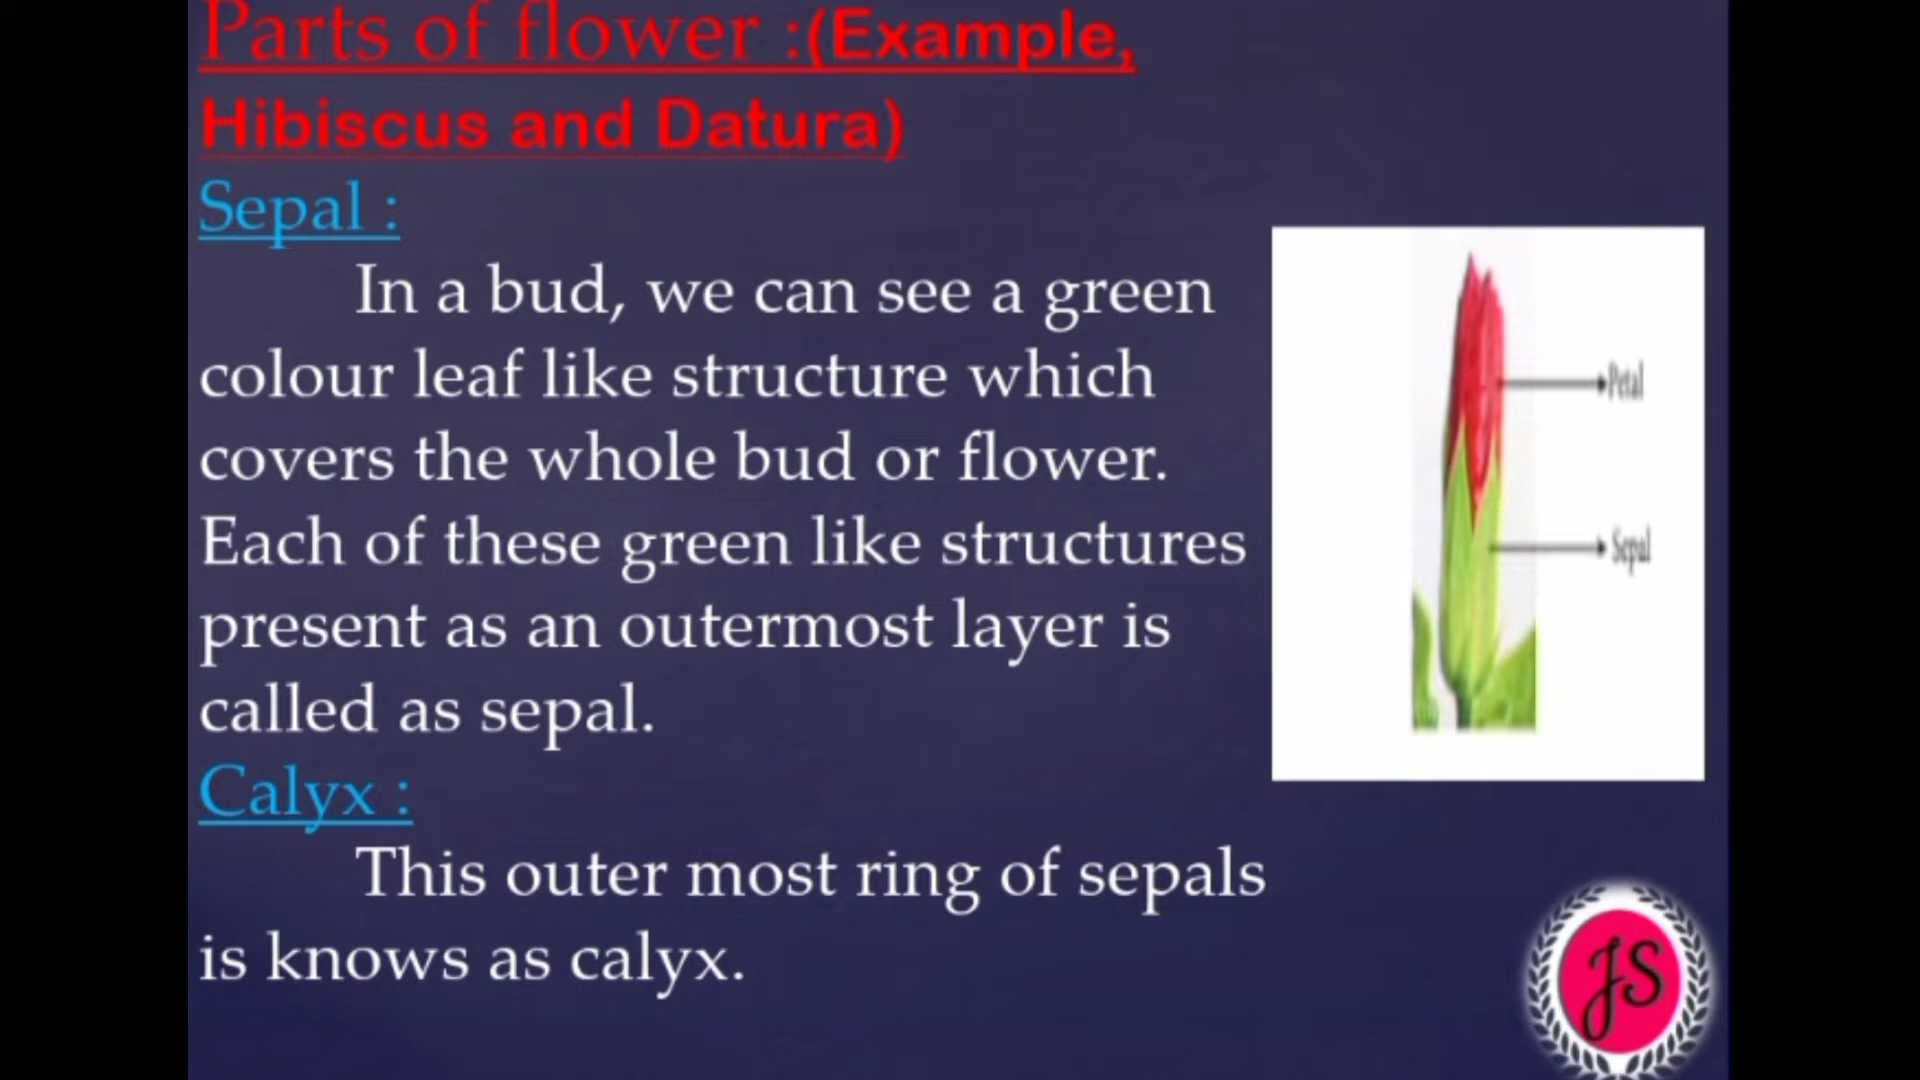 Parts of flower :(Example,
Hibiscus and Datura)
Sepal :
In a bud, we can see a green
colour leaf like structure which
covers the whole bud or flower.
Each of these green like structures
present as an outermost layer is
called as sepal.
Calyx :
This outer most ring of sepals
is knows as calyx.
Petal
Sepal
JS